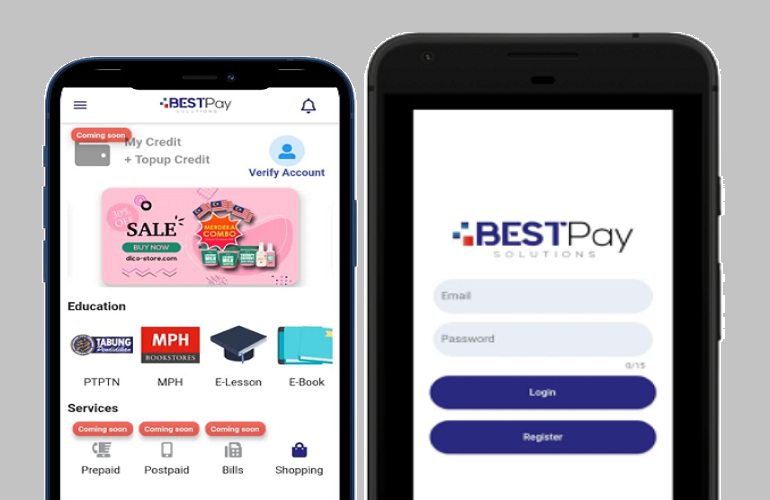 BESTPay
SOLUTIONS
Coming soon
My Credit
+ Topup Credit
Verify Account
30%
OFF
SALE
BUY NOW
dico-store.com
MERDEKA
COMBO
Education
TABUNG
Pendidikan
MPH
BOOKSTORES
PTPTN
MPH
E-Lesson
E-Book
Services
Coming soon
Coming soon
Coming soon
Prepaid
Postpaid
Bills
Shopping
BESTPay
SOLUTIONS
Email
Password
0/15
Login
Register